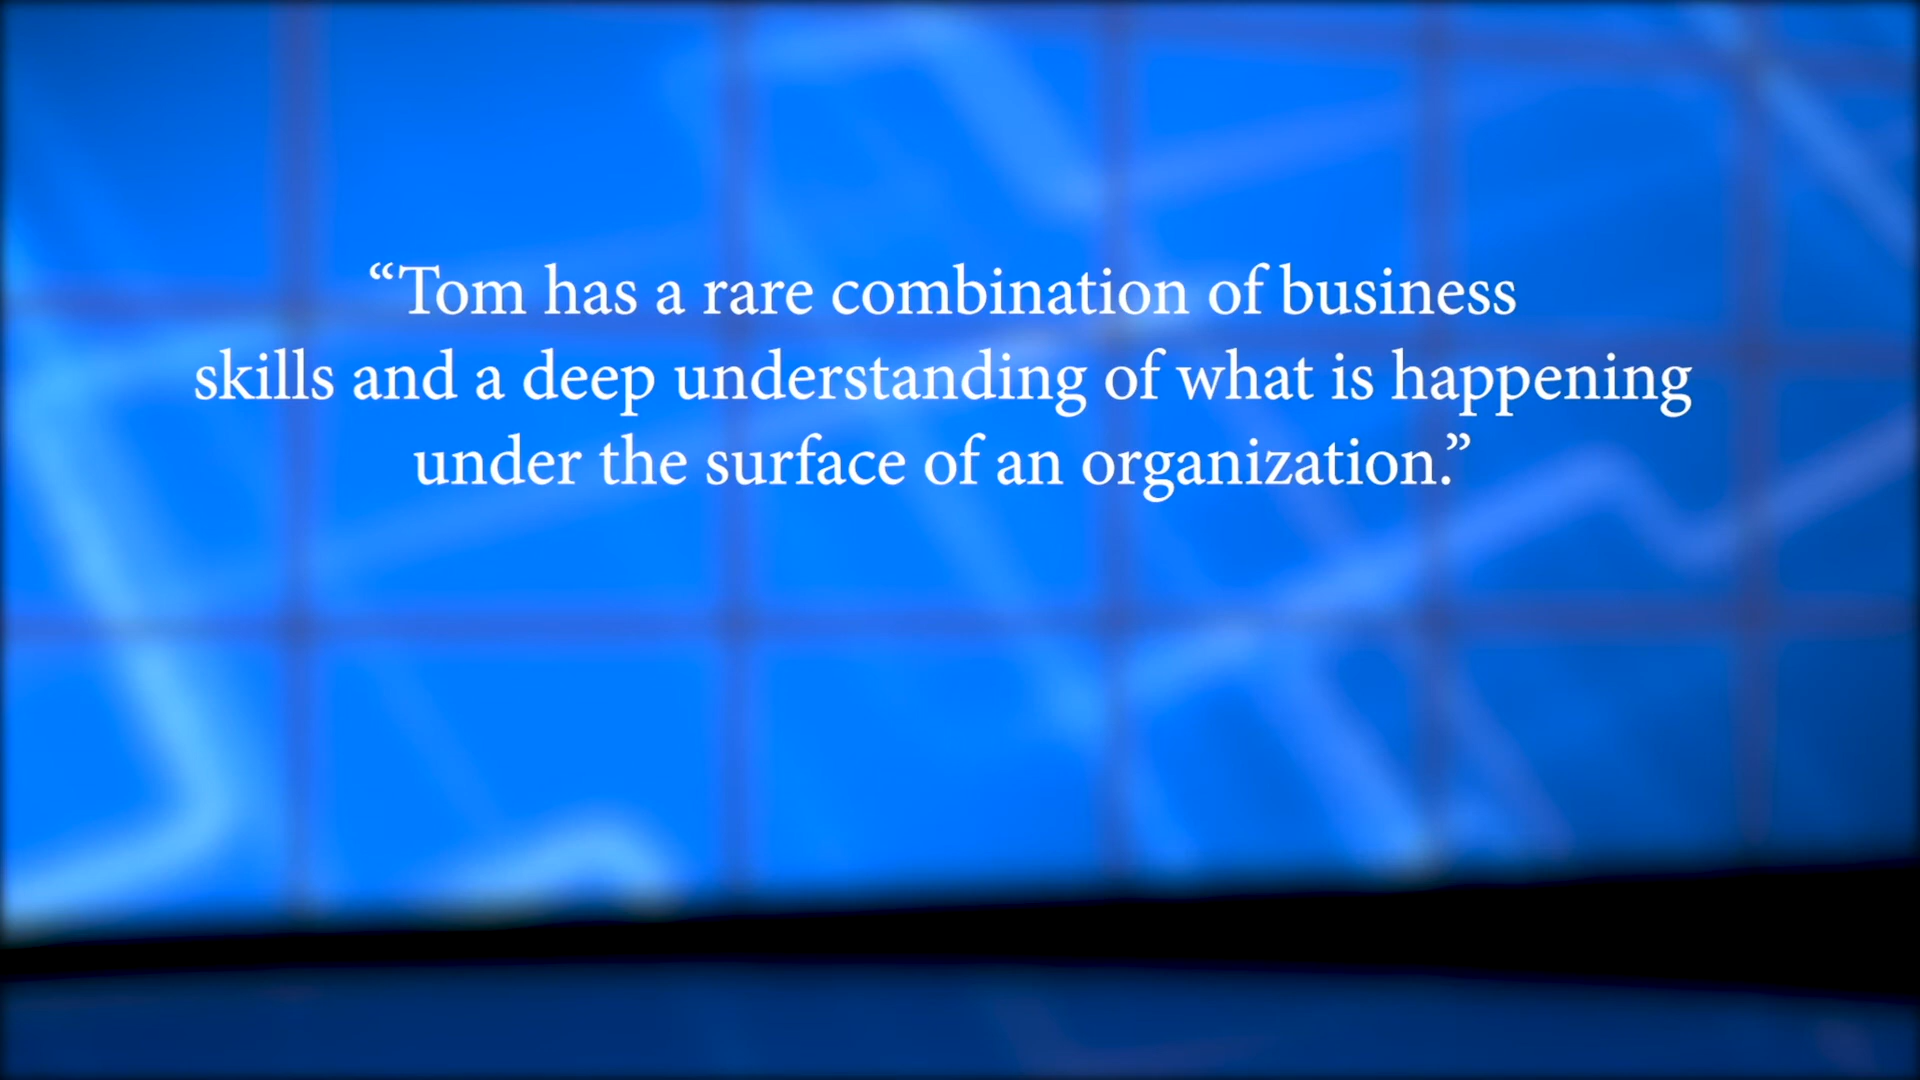 “Tom has a rare combination of business
skills and a deep understanding of what is happening
under the surface of an organization.”